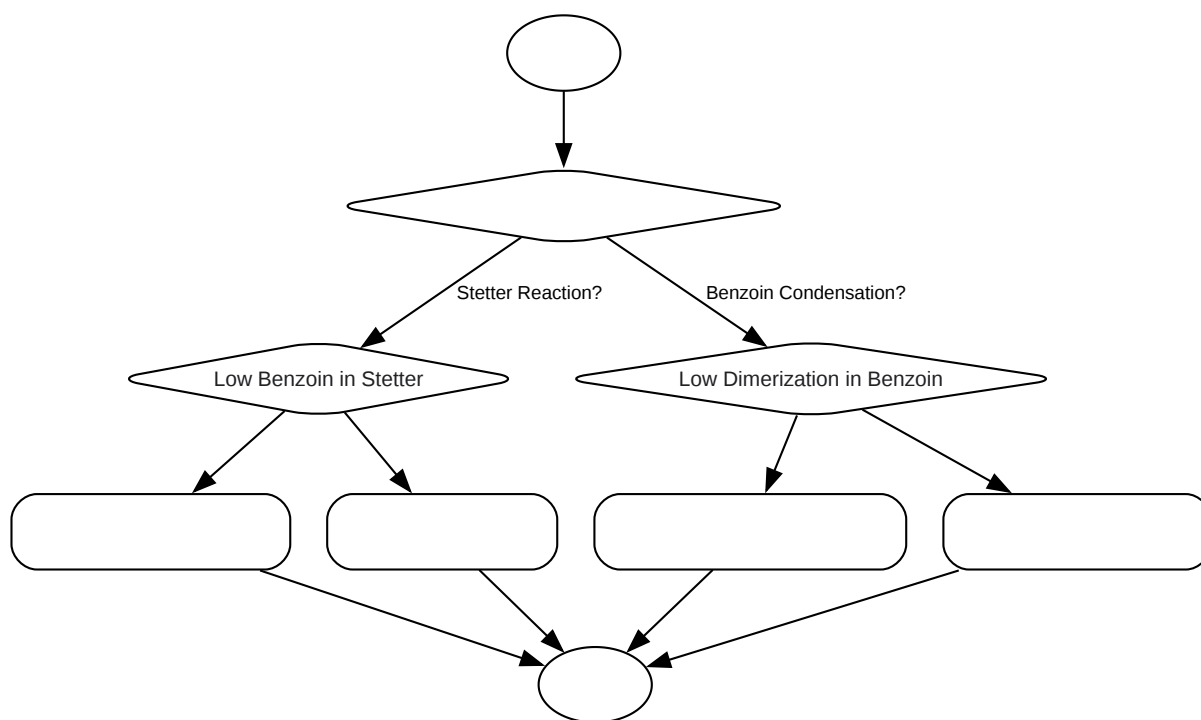 Stetter Reaction?
Benzoin Condensation?
Low Benzoin in Stetter
Low Dimerization in Benzoin